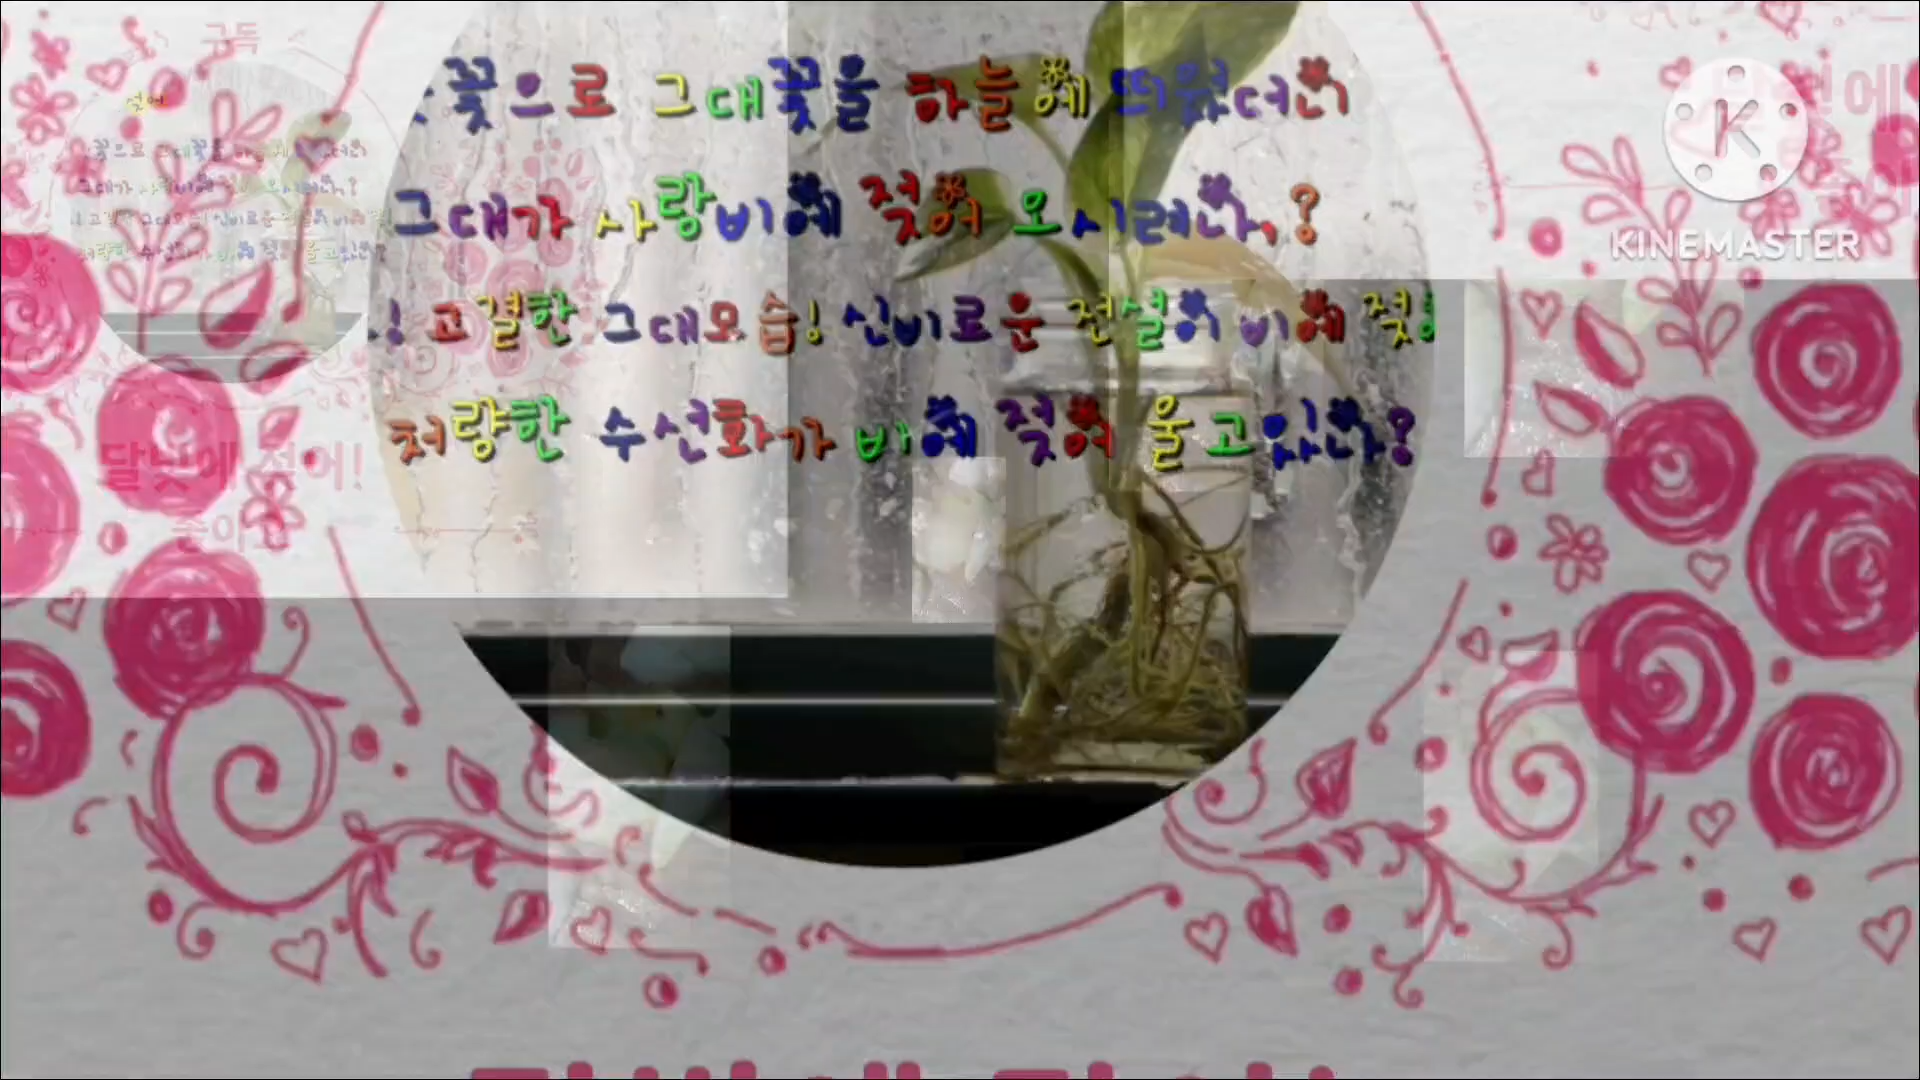 꽃으로 그대꽃을 하늘에 띄웠더니
그대가 사랑비에 젖어 오시려나,?
! 고결한 그대모습! 신비로운 전설이 비에 젖어
처량한 수선화가 비에 젖어 울고있나?
KINEMASTER
구독
달빛에 젖어!